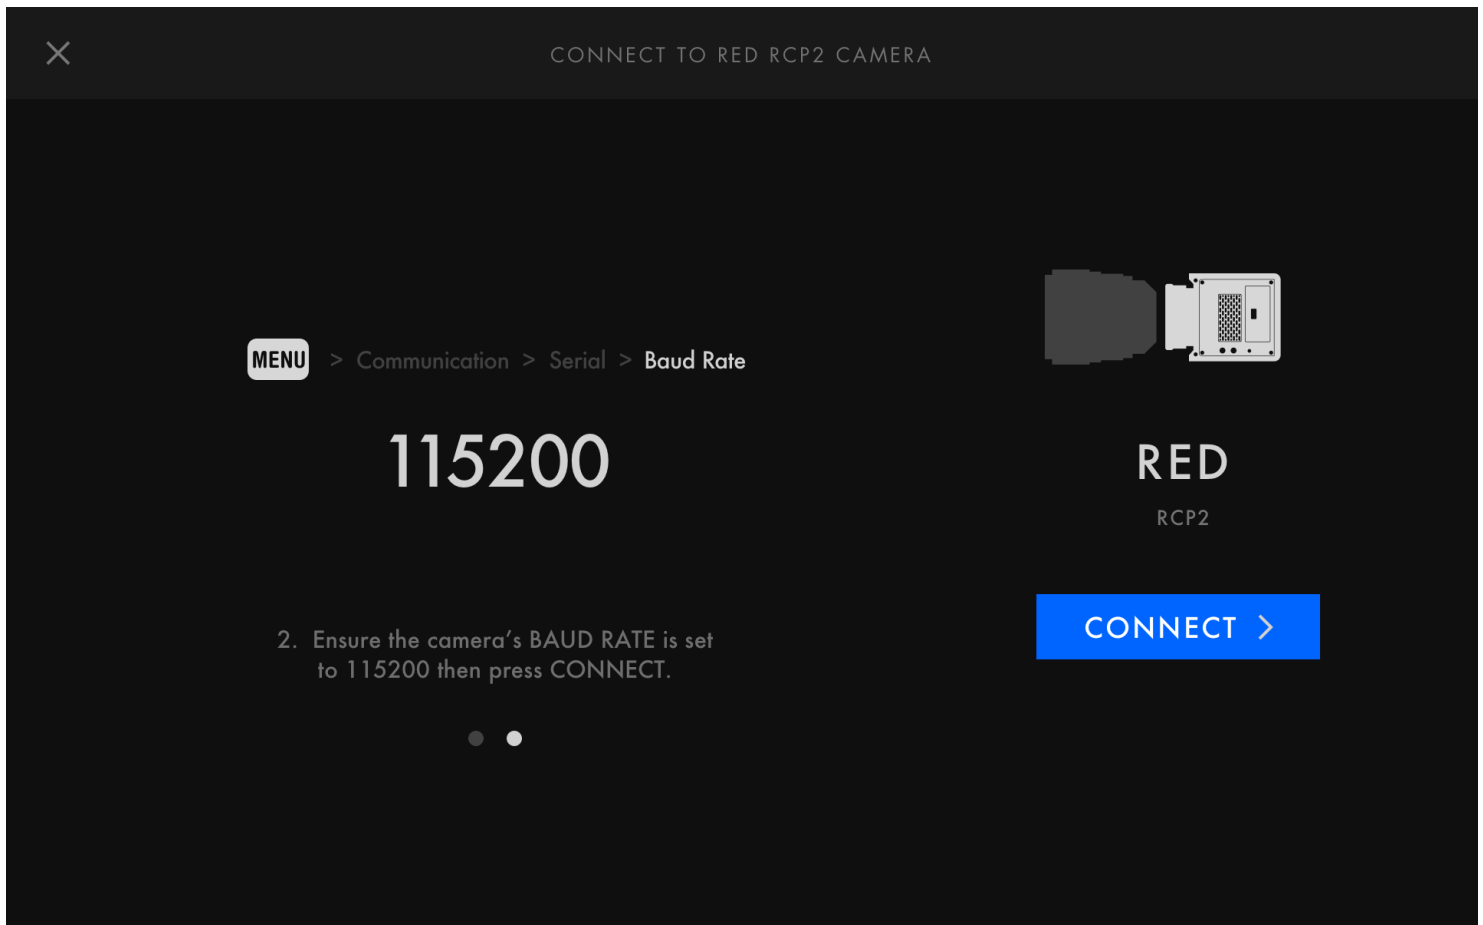 CONNECT TO RED RCP2 CAMERA
MENU > Communication > Serial > Baud Rate
115200
2. Ensure the camera’s BAUD RATE is set
to 115200 then press CONNECT.
RED
RCP2
CONNECT >